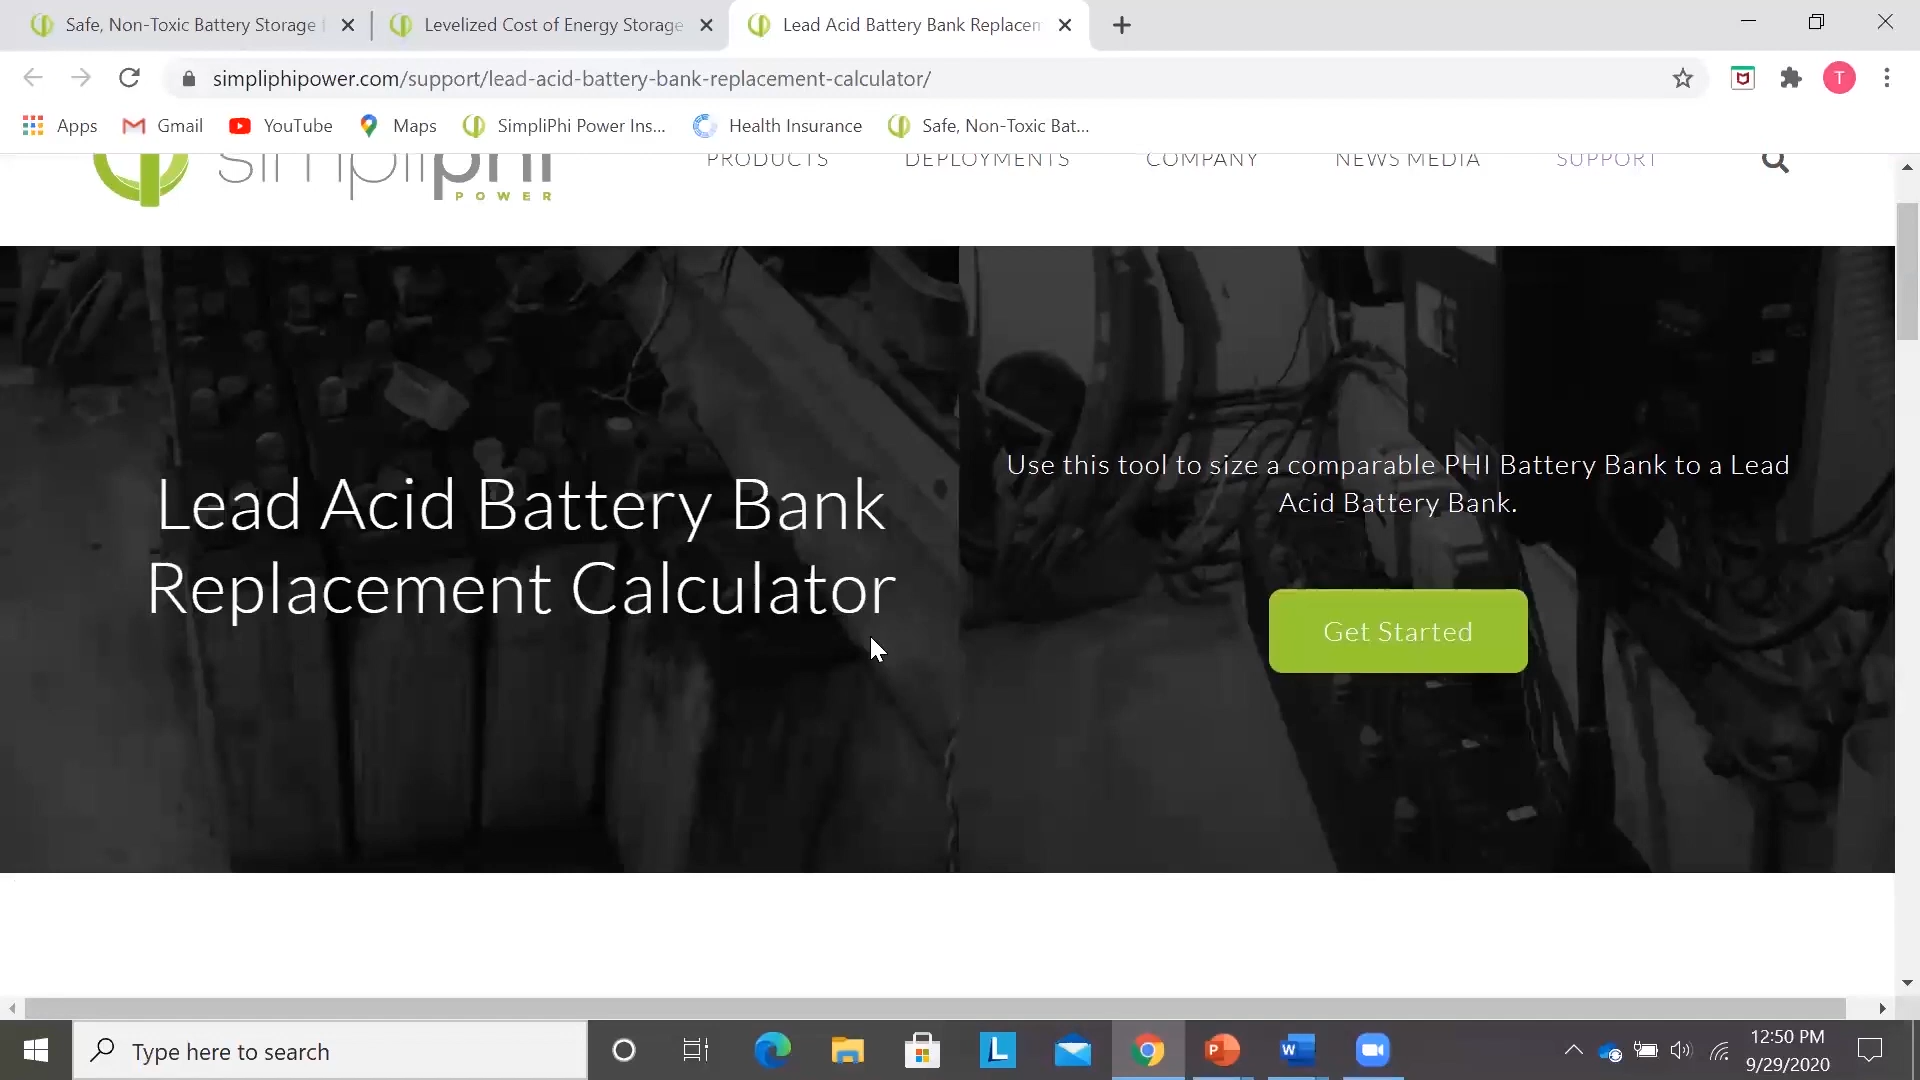 Safe, Non-Toxic Battery Storage
Levelized Cost of Energy Storage
Lead Acid Battery Bank Replacem
simpliphipower.com/support/lead-acid-battery-bank-replacement-calculator/
T
Apps
Gmail
YouTube
Maps
SimpliPhi Power Ins...
Health Insurance
Safe, Non-Toxic Bat...
simpliphi
POWER
PRODUCTS
DEPLOYMENTS
COMPANY
NEWS MEDIA
SUPPORT
Lead Acid Battery Bank
Replacement Calculator
Use this tool to size a comparable PHI Battery Bank to a Lead
Acid Battery Bank.
Get Started
Type here to search
L
P
W
12:50 PM
9/29/2020